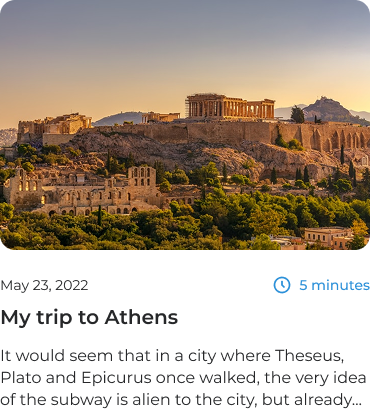 May 23, 2022
5 minutes
My trip to Athens
It would seem that in a city where Theseus,
Plato and Epicurus once walked, the very idea
of the subway is alien to the city, but already...